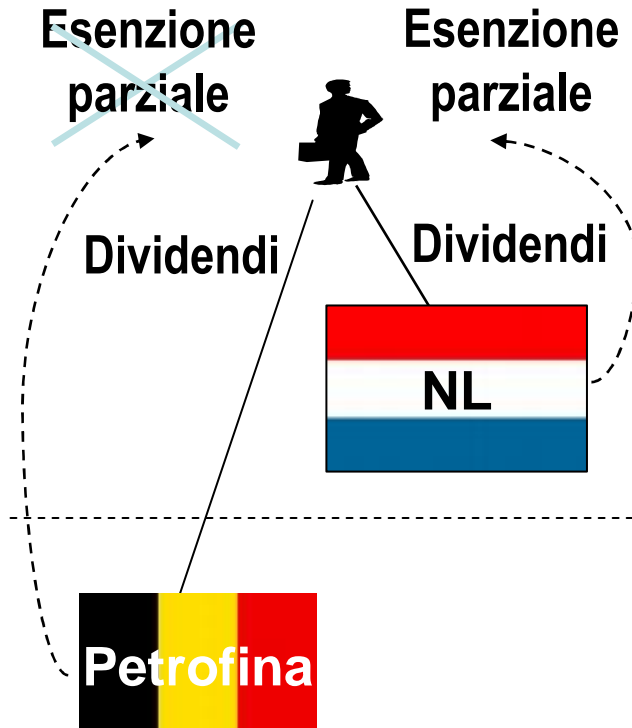 Esenzione
parziale
Esenzione
parziale
Dividendi
Dividendi
NL
Petrofina